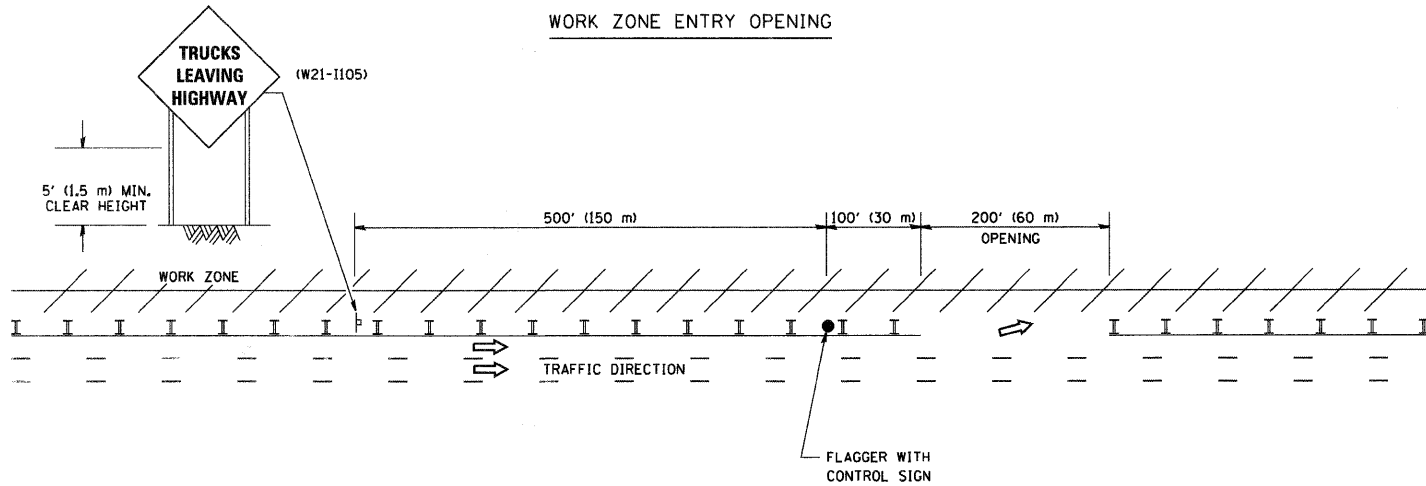 WORK ZONE ENTRY OPENING
TRUCKS
LEAVING
HIGHWAY
(W21-I105)
5' (1.5 m) MIN.
CLEAR HEIGHT
500' (150 m)
100' (30 m)
200' (60 m)
OPENING
WORK ZONE
TRAFFIC DIRECTION
FLAGGER WITH
CONTROL SIGN